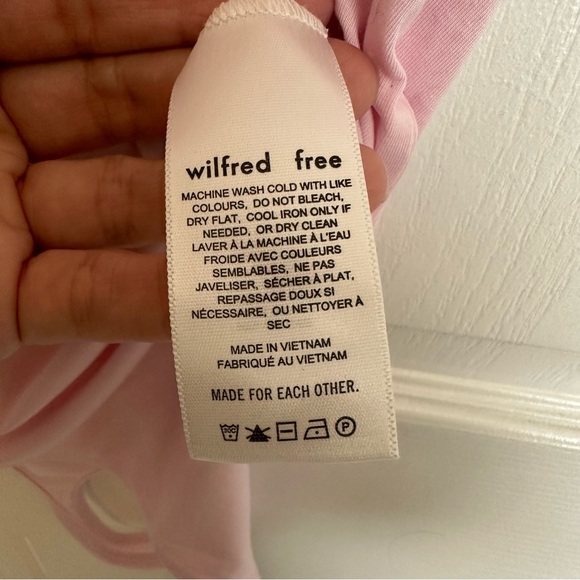 wilfred free
MACHINE WASH COLD WITH LIKE
COLOURS, DO NOT BLEACH,
DRY FLAT, COOL IRON ONLY IF
NEEDED, OR DRY CLEAN
LAVER À LA MACHINE À L'EAU
FROIDE AVEC COULEURS
SEMBLABLES, NE PAS
JAVELISER, SÉCHER À PLAT,
REPASSAGE DOUX SI
NÉCESSAIRE, OU NETTOYER À
SEC
MADE IN VIETNAM
FABRIQUÉ AU VIETNAM
MADE FOR EACH OTHER.
30C P